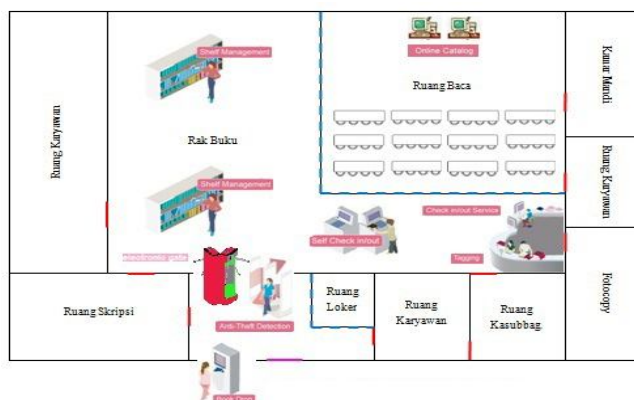 Online Catalog
Shelf Management
Kamar Mandi
Ruang Baca
Ruang Karyawan
Rak Buku
Shelf Management
Ruang Karyawan
Check in/out Service
Self Check in/out
electronic gate
Tagging
Ruang Skripsi
Ruang
Loker
Ruang
Karyawan
Ruang
Kasubbag.
Fotocopy
Anti-Theft Detection
Book Drop